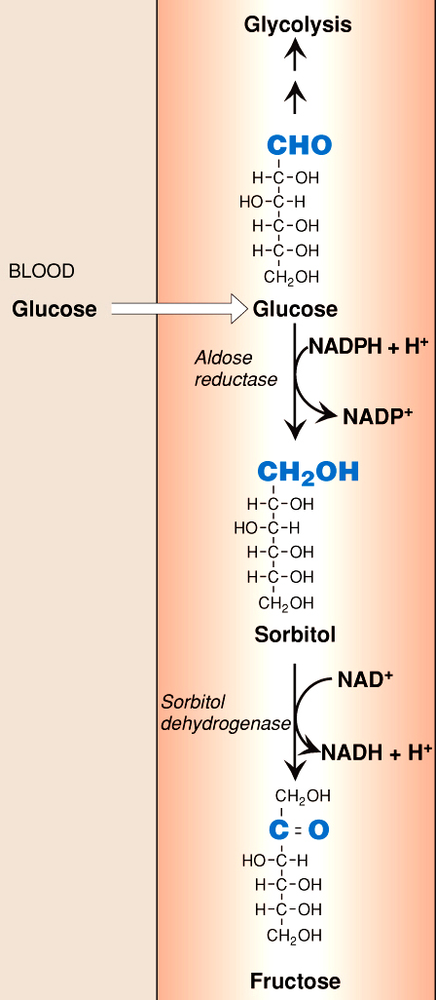 Glycolysis
CHO
H-C-OH
HO-C-H
H-C-OH
H-C-OH
CH₂OH
BLOOD
Glucose
Glucose
Aldose
reductase
NADPH + H⁺
NADP⁺
CH₂OH
H-C-OH
HO-C-H
H-C-OH
H-C-OH
CH₂OH
Sorbitol
NAD⁺
Sorbitol
dehydrogenase
NADH + H⁺
CH₂OH
C=O
HO-C-H
H-C-OH
H-C-OH
CH₂OH
Fructose